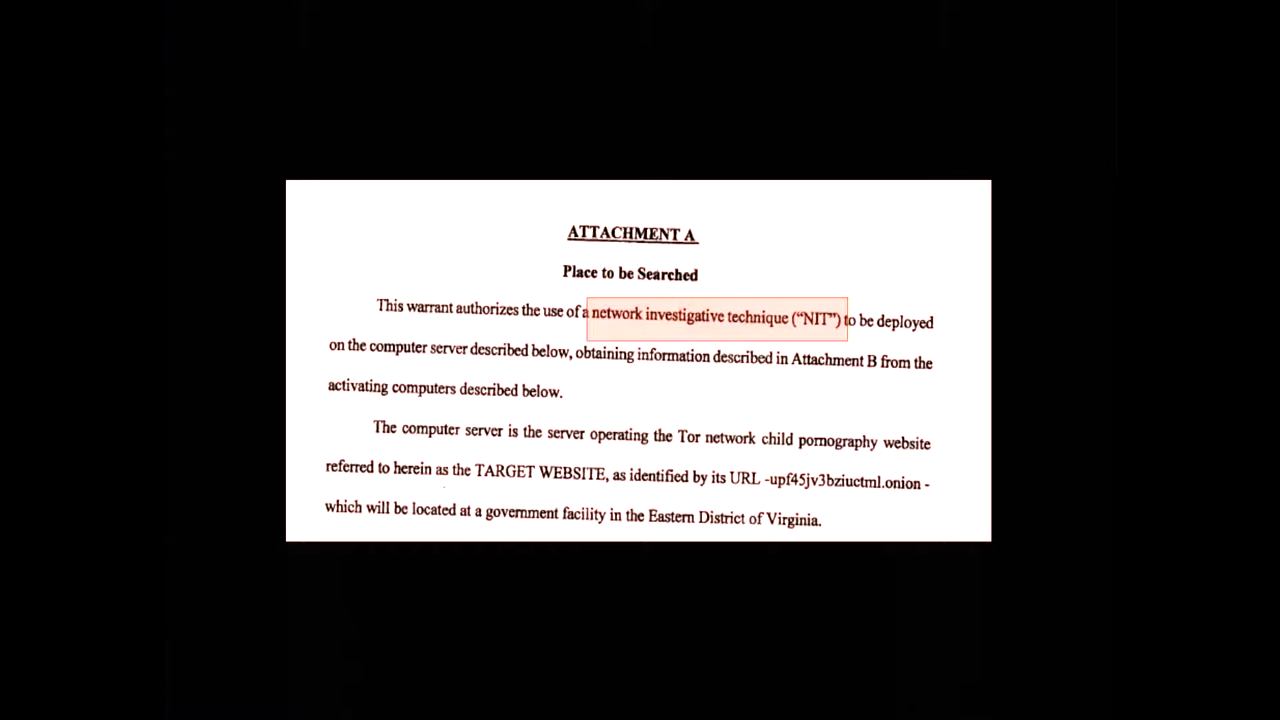 ATTACHMENT A
Place to be Searched
This warrant authorizes the use of a network investigative technique ("NIT") to be deployed
on the computer server described below, obtaining information described in Attachment B from the
activating computers described below.
The computer server is the server operating the Tor network child pornography website
referred to herein as the TARGET WEBSITE, as identified by its URL -upf45jv3bziuctml.onion -
which will be located at a government facility in the Eastern District of Virginia.